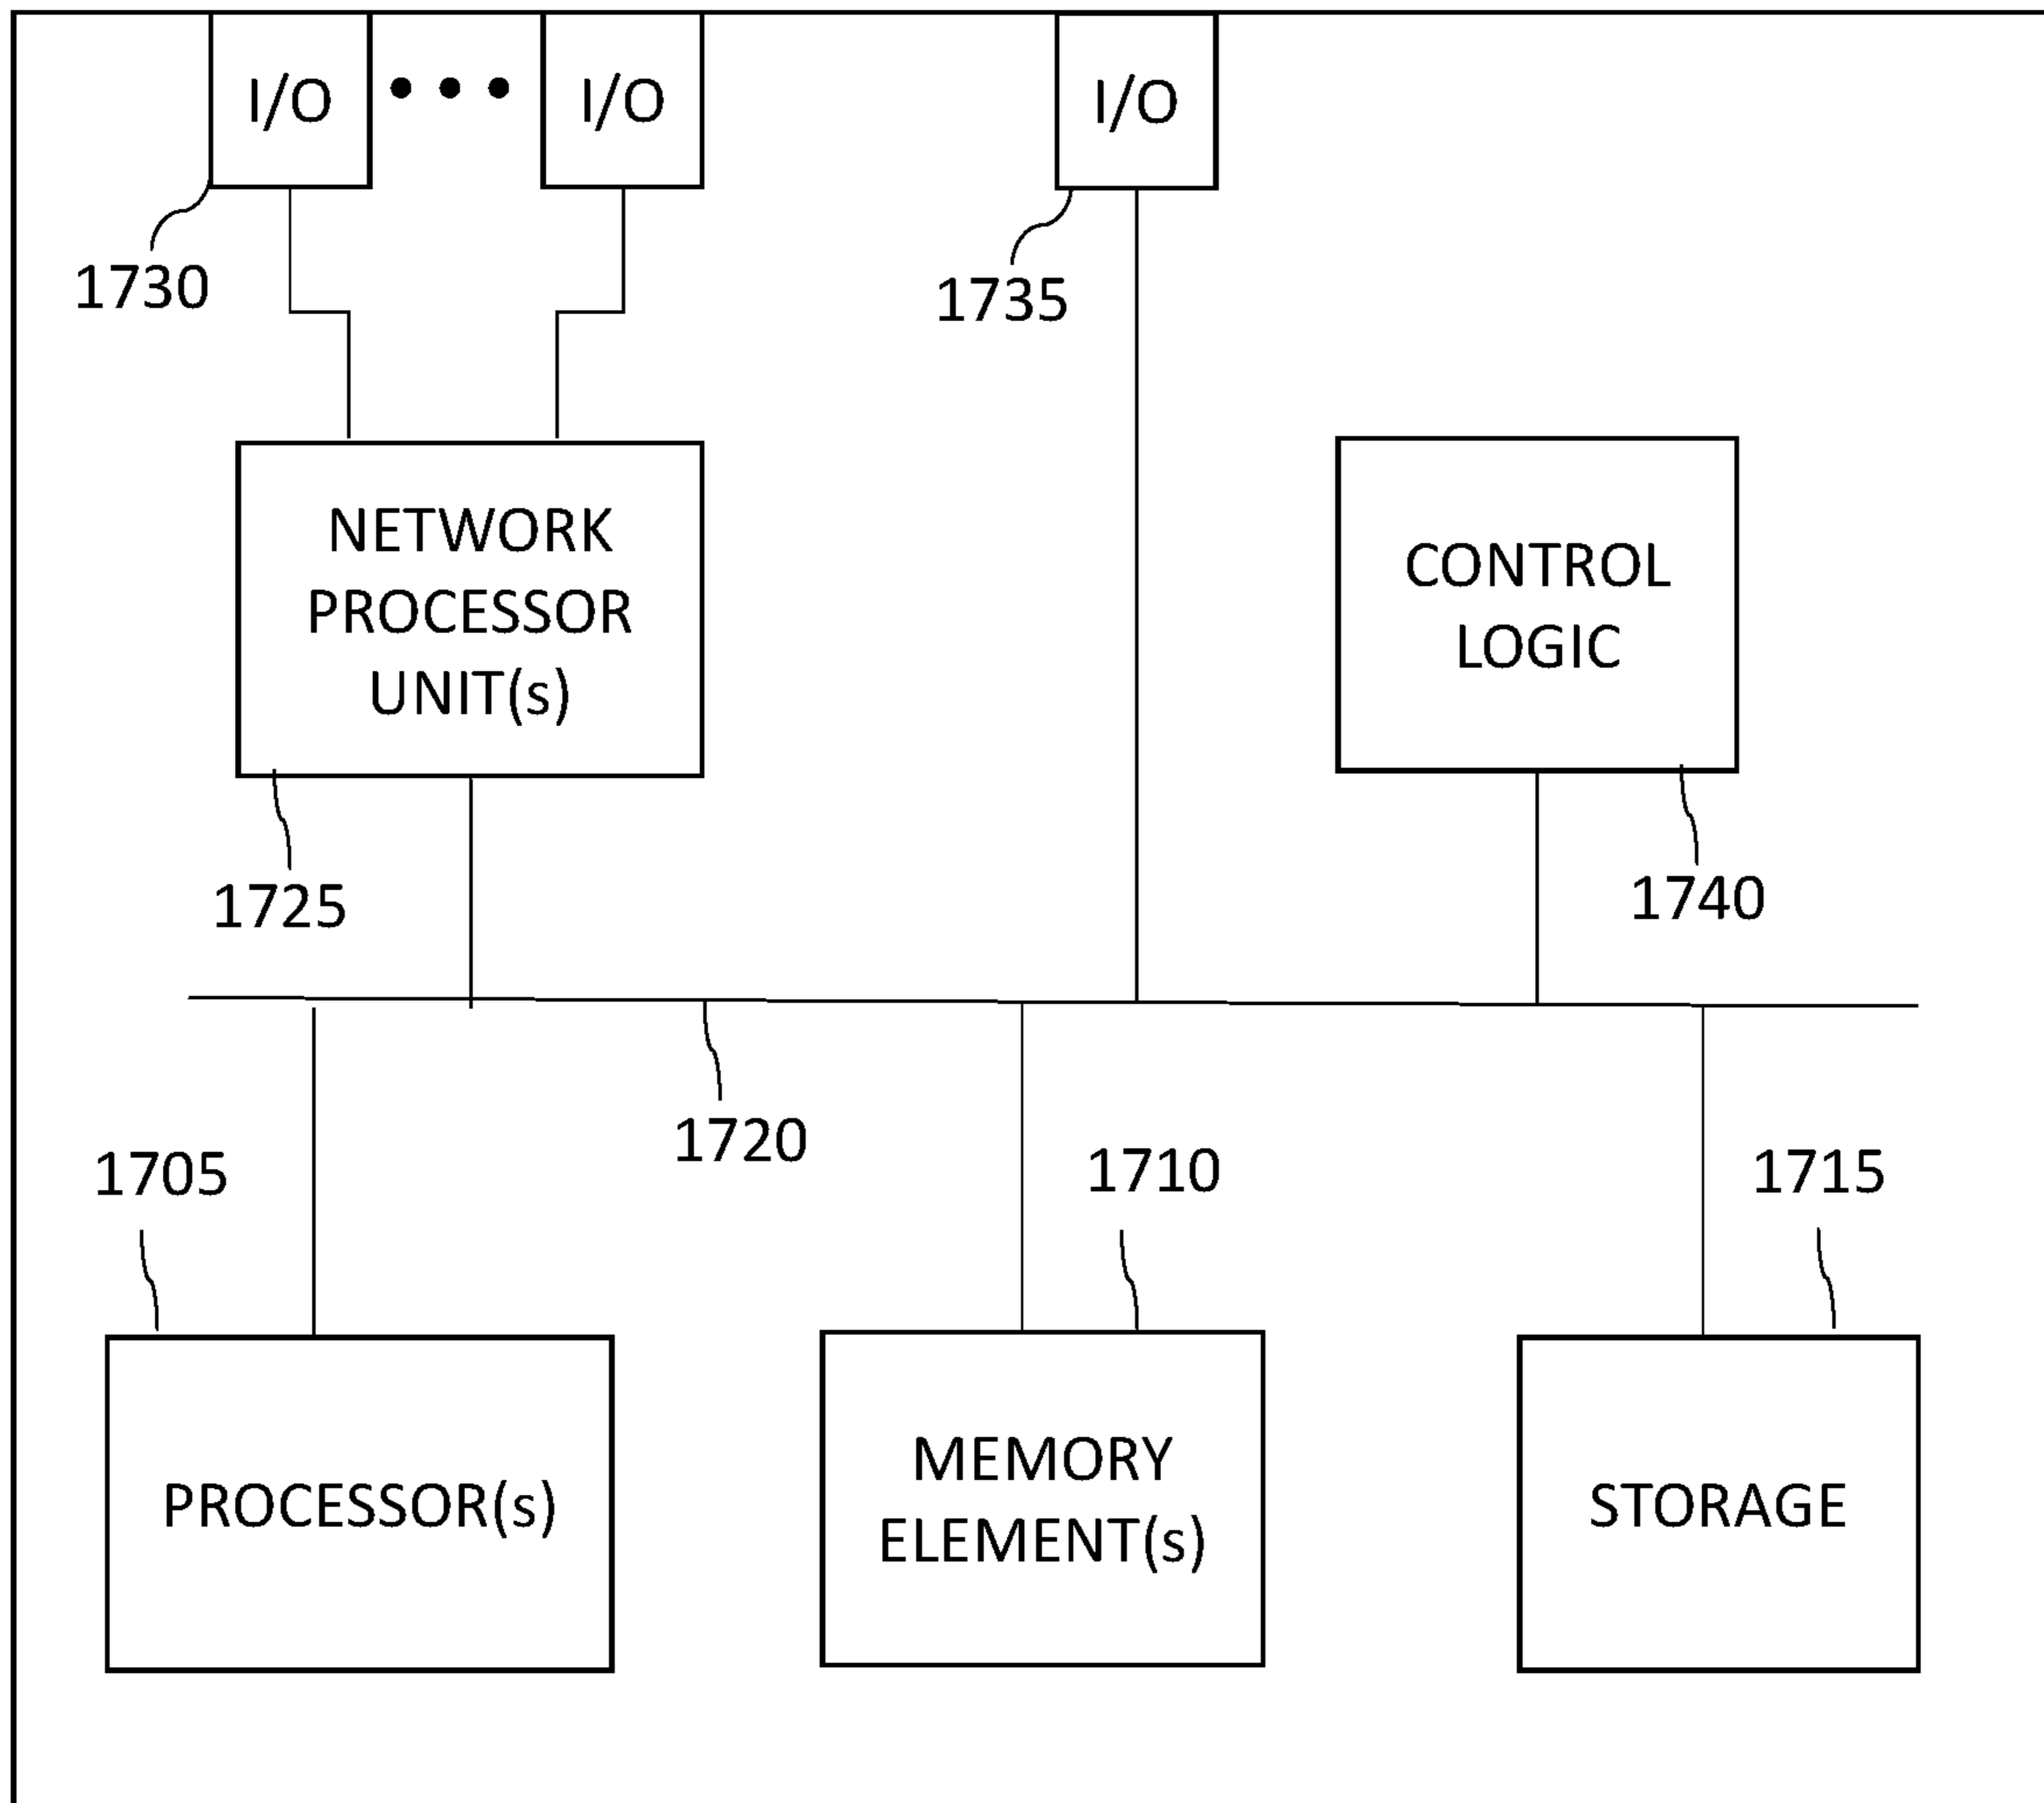 I/O
I/O
I/O
1730
1735
NETWORK
PROCESSOR
UNIT(s)
CONTROL
LOGIC
1725
1740
1720
1705
1710
1715
PROCESSOR(s)
MEMORY
ELEMENT(s)
STORAGE